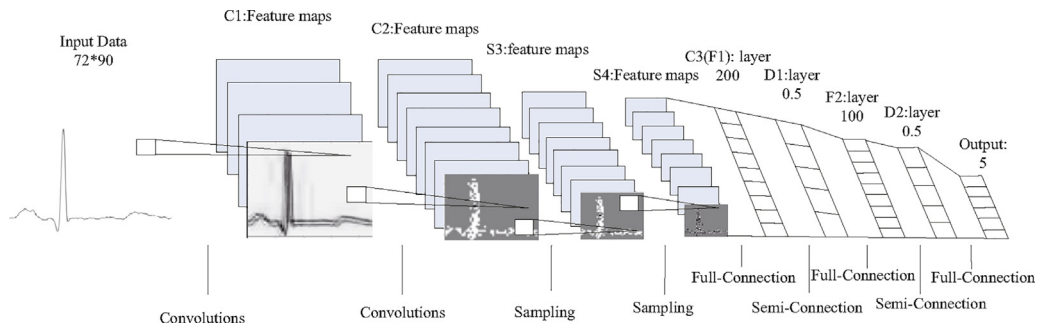 Input Data
72*90
C1:Feature maps
C2:Feature maps
S3:feature maps
S4:Feature maps
C3(F1): layer
200
D1:layer
0.5
F2:layer
100
D2:layer
0.5
Output:
5
Convolutions
Convolutions
Sampling
Sampling
Full-Connection
Semi-Connection
Full-Connection
Semi-Connection
Full-Connection